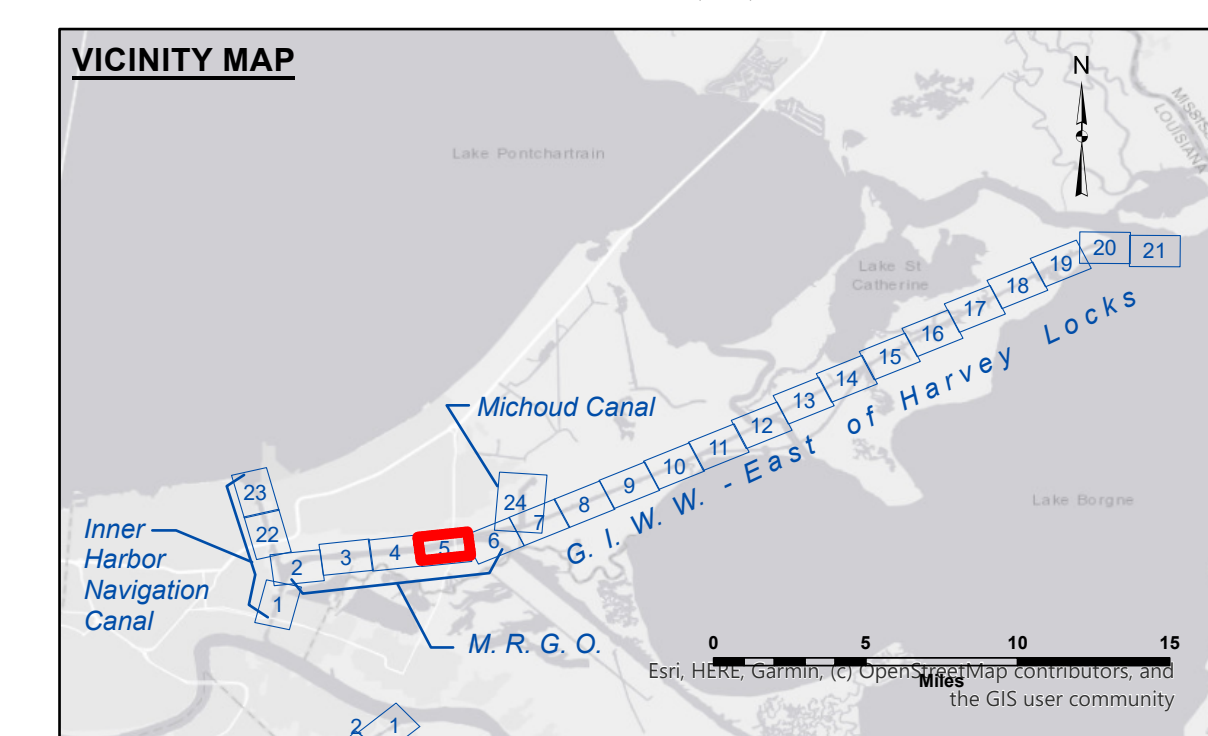 VICINITY MAP
N
MISSISS
LOUISIANA
Lake Pontchartrain
Lake St
Catherine
20
21
19
18
17
16
15
14
13
12
11
10
9
8
7
24
6
5
4
3
2
1
23
22
G. I. W. W. - East of Harvey Locks
Michoud Canal
Lake Borgne
Inner
Harbor
Navigation
Canal
M. R. G. O.
0 5 10 15
Miles
Esri, HERE, Garmin, (c) OpenStreetMap contributors, and
the GIS user community
2 1